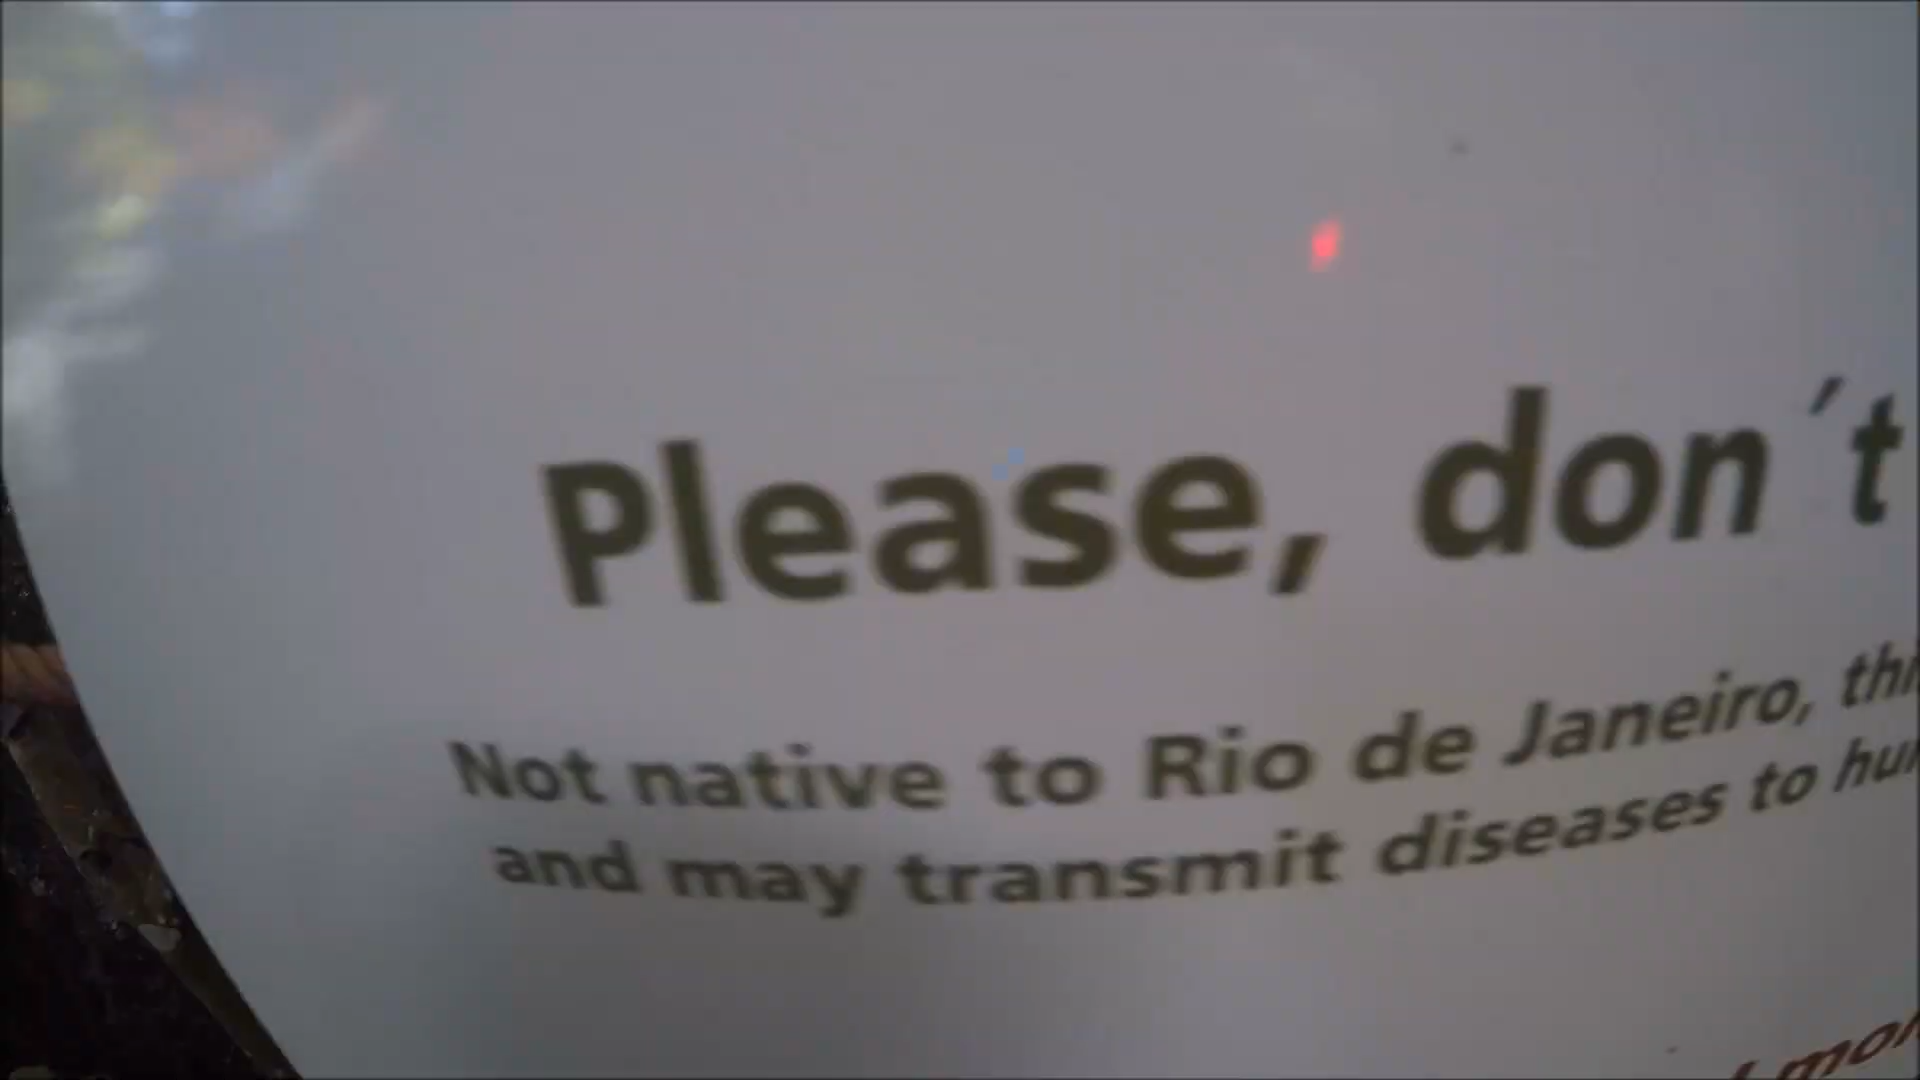 Please, don´t
Not native to Rio de Janeiro,
and may transmit diseases to